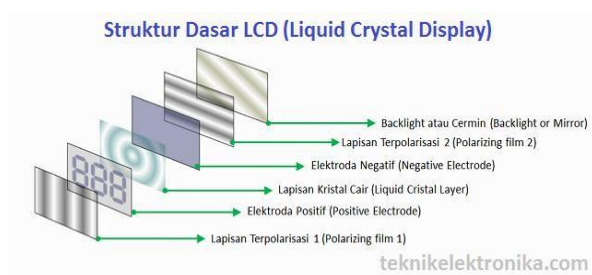 Struktur Dasar LCD (Liquid Crystal Display)
Backlight atau Cermin (Backlight or Mirror)
Lapisan Terpolarisasi 2 (Polarizing film 2)
Elektroda Negatif (Negative Electrode)
Lapisan Kristal Cair (Liquid Cristal Layer)
Elektroda Positif (Positive Electrode)
Lapisan Terpolarisasi 1 (Polarizing film 1)
888
teknikelektronika.com